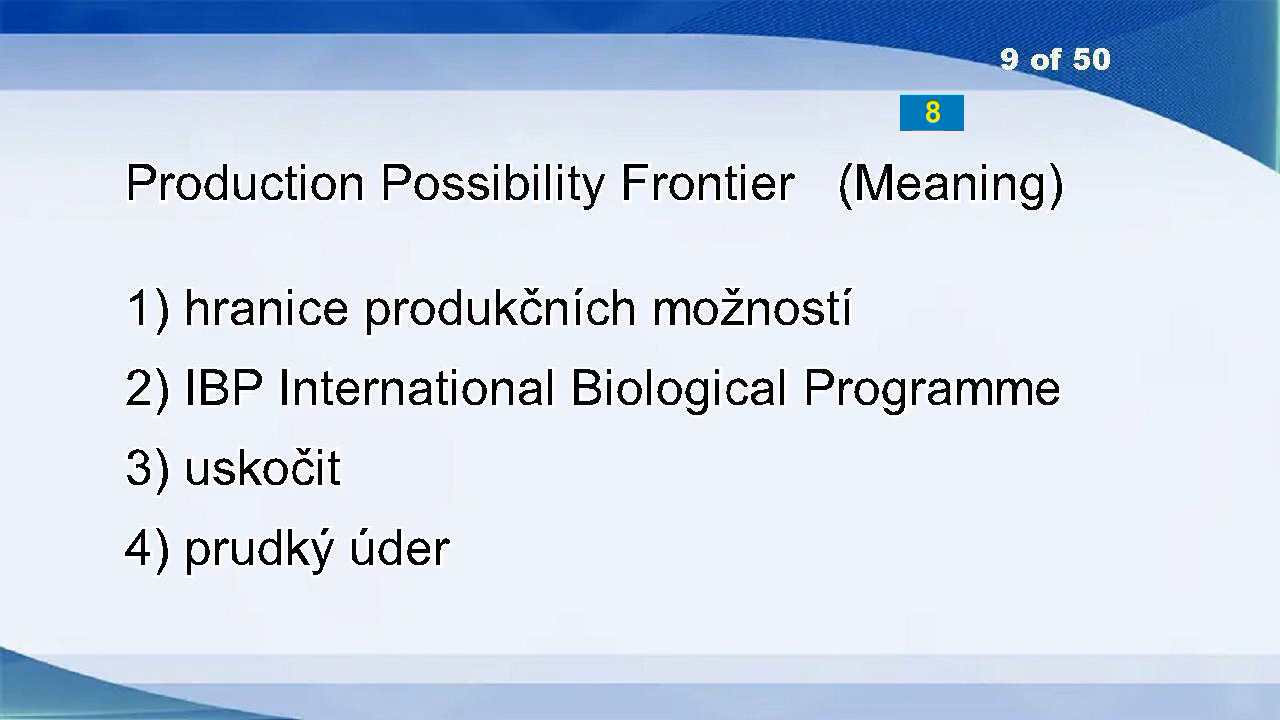 9 of 50
8
Production Possibility Frontier (Meaning)
1) hranice produkčních možností
2) IBP International Biological Programme
3) uskočit
4) prudký úder